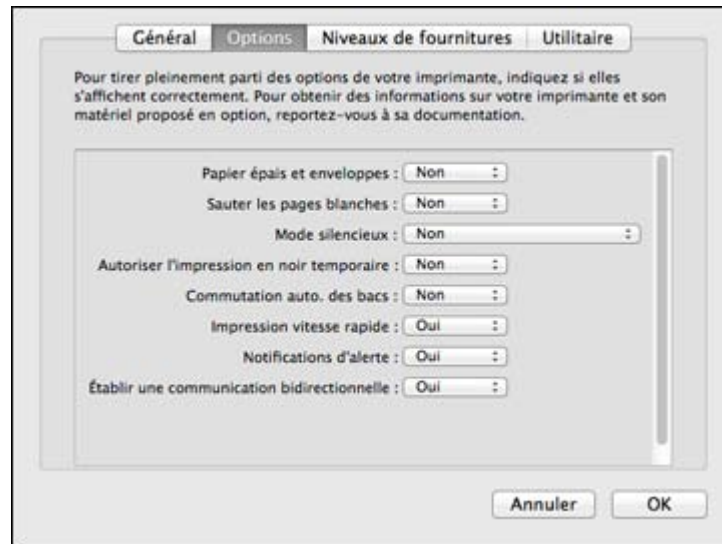 Général Options Niveaux de fournitures Utilitaire
Pour tirer pleinement parti des options de votre imprimante, indiquez si elles
s'affichent correctement. Pour obtenir des informations sur votre imprimante et son
matériel proposé en option, reportez-vous à sa documentation.
Papier épais et enveloppes : Non
Sauter les pages blanches : Non
Mode silencieux : Non
Autoriser l'impression en noir temporaire : Non
Commutation auto. des bacs : Non
Impression vitesse rapide : Oui
Notifications d'alerte : Oui
Établir une communication bidirectionnelle : Oui
Annuler OK